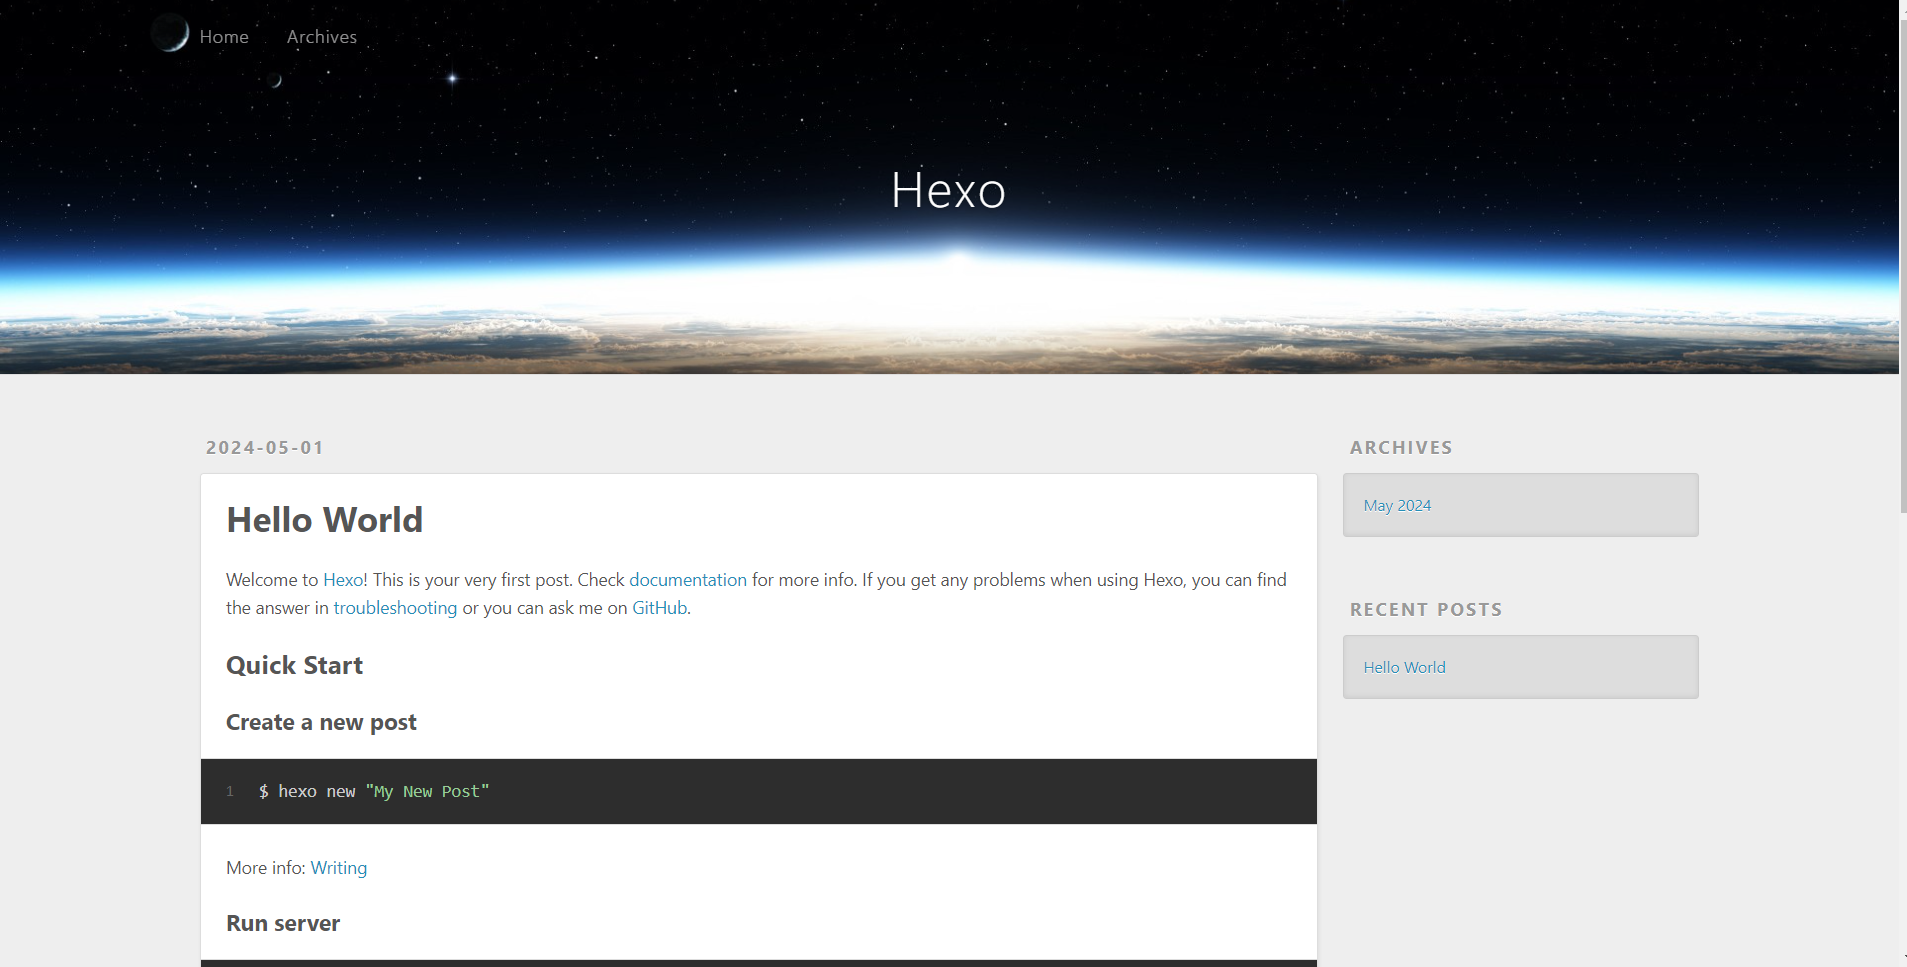 Home Archives
Hexo
2024-05-01
Hello World
Welcome to Hexo! This is your very first post. Check documentation for more info. If you get any problems when using Hexo, you can find
the answer in troubleshooting or you can ask me on GitHub.
Quick Start
Create a new post
1 $ hexo new "My New Post"
More info: Writing
Run server
ARCHIVES
May 2024
RECENT POSTS
Hello World